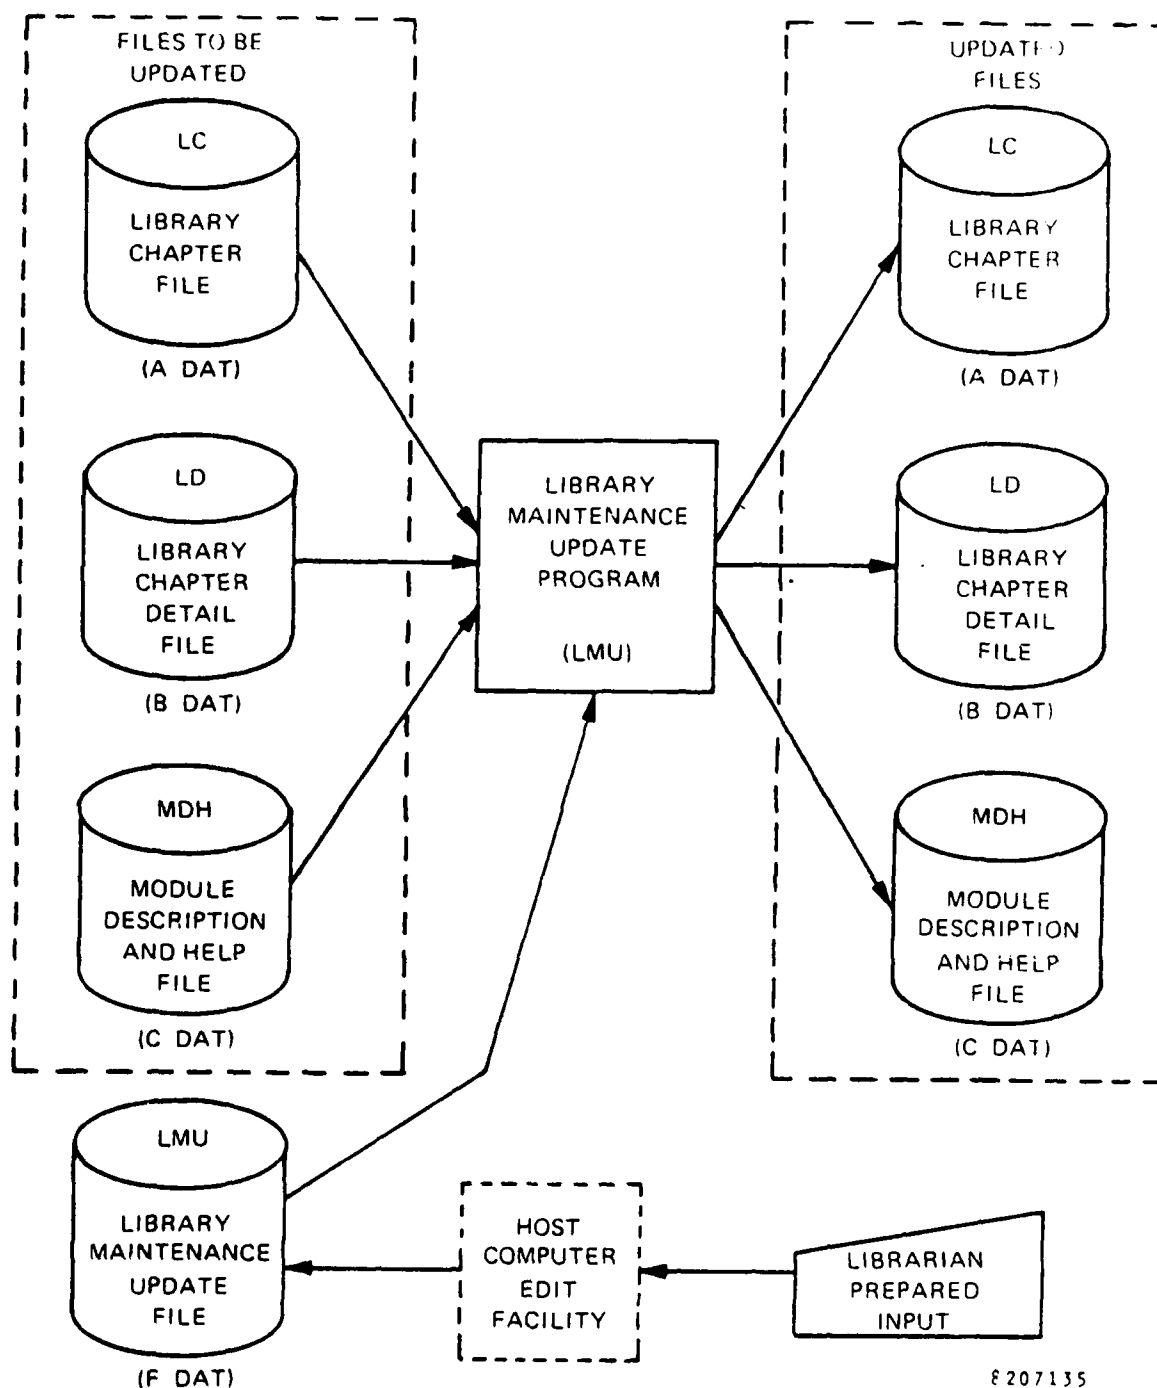 FILES TO BE
UPDATED
LC
LIBRARY
CHAPTER
FILE
(A DAT)
LD
LIBRARY
CHAPTER
DETAIL
FILE
(B DAT)
MDH
MODULE
DESCRIPTION
AND HELP
FILE
(C DAT)
LMU
LIBRARY
MAINTENANCE
UPDATE
FILE
(F DAT)
LIBRARY
MAINTENANCE
UPDATE
PROGRAM
(LMU)
HOST
COMPUTER
EDIT
FACILITY
LIBRARIAN
PREPARED
INPUT
UPDATED
FILES
LC
LIBRARY
CHAPTER
FILE
(A DAT)
LD
LIBRARY
CHAPTER
DETAIL
FILE
(B DAT)
MDH
MODULE
DESCRIPTION
AND HELP
FILE
(C DAT)
8207135